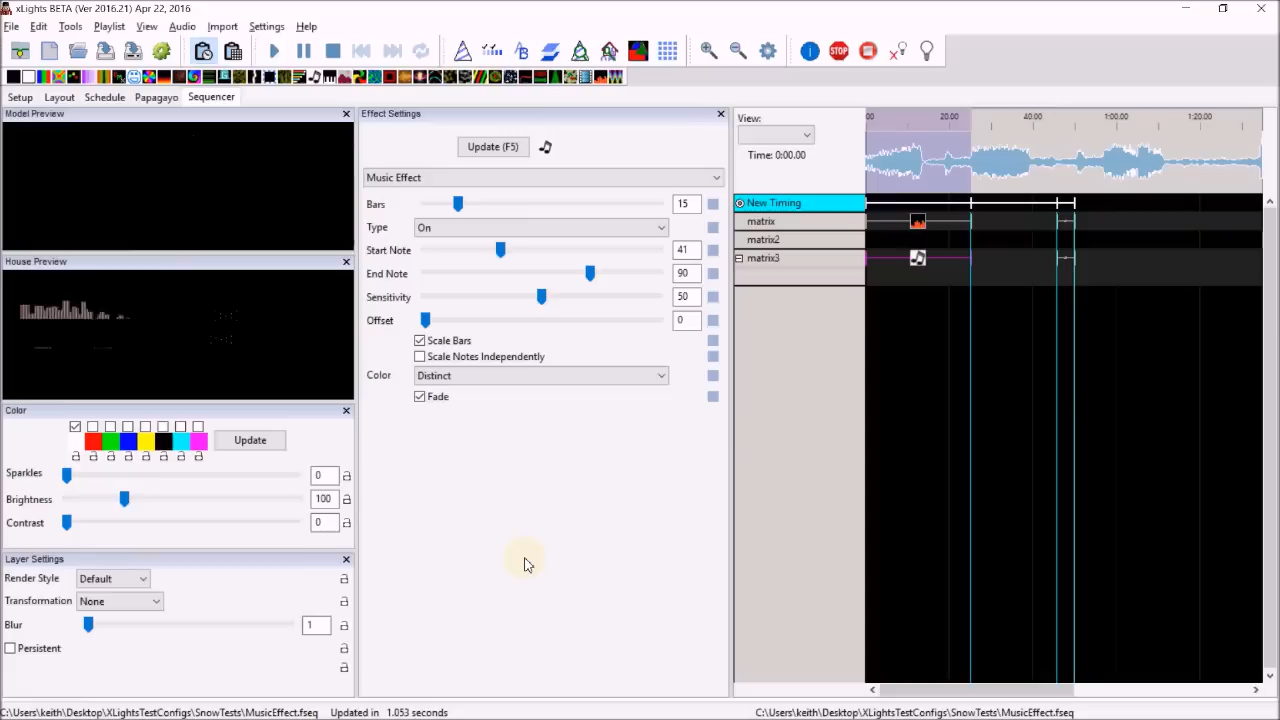 xLights BETA (Ver 2016.21) Apr 22, 2016
File Edit Tools Playlist View Audio Import Settings Help
Setup Layout Schedule Papagayo Sequencer
Model Preview
House Preview
Color
Update
Sparkles 0
Brightness 100
Contrast 0
Layer Settings
Render Style Default
Transformation None
Blur 1
Persistent
Effect Settings
Update (F5)
Music Effect
Bars 15
Type On
Start Note 41
End Note 90
Sensitivity 50
Offset 0
Scale Bars
Scale Notes Independently
Color Distinct
Fade
View:
Time: 0:00.00
00 20.00 40.00 1:00.00 1:20.00
New Timing
matrix
matrix2
matrix3
C:\Users\keith\Desktop\XLightsTestConfigs\SnowTests\MusicEffect.fseq Updated in 1.053 seconds C:\Users\keith\Desktop\XLightsTestConfigs\SnowTests\MusicEffect.fseq